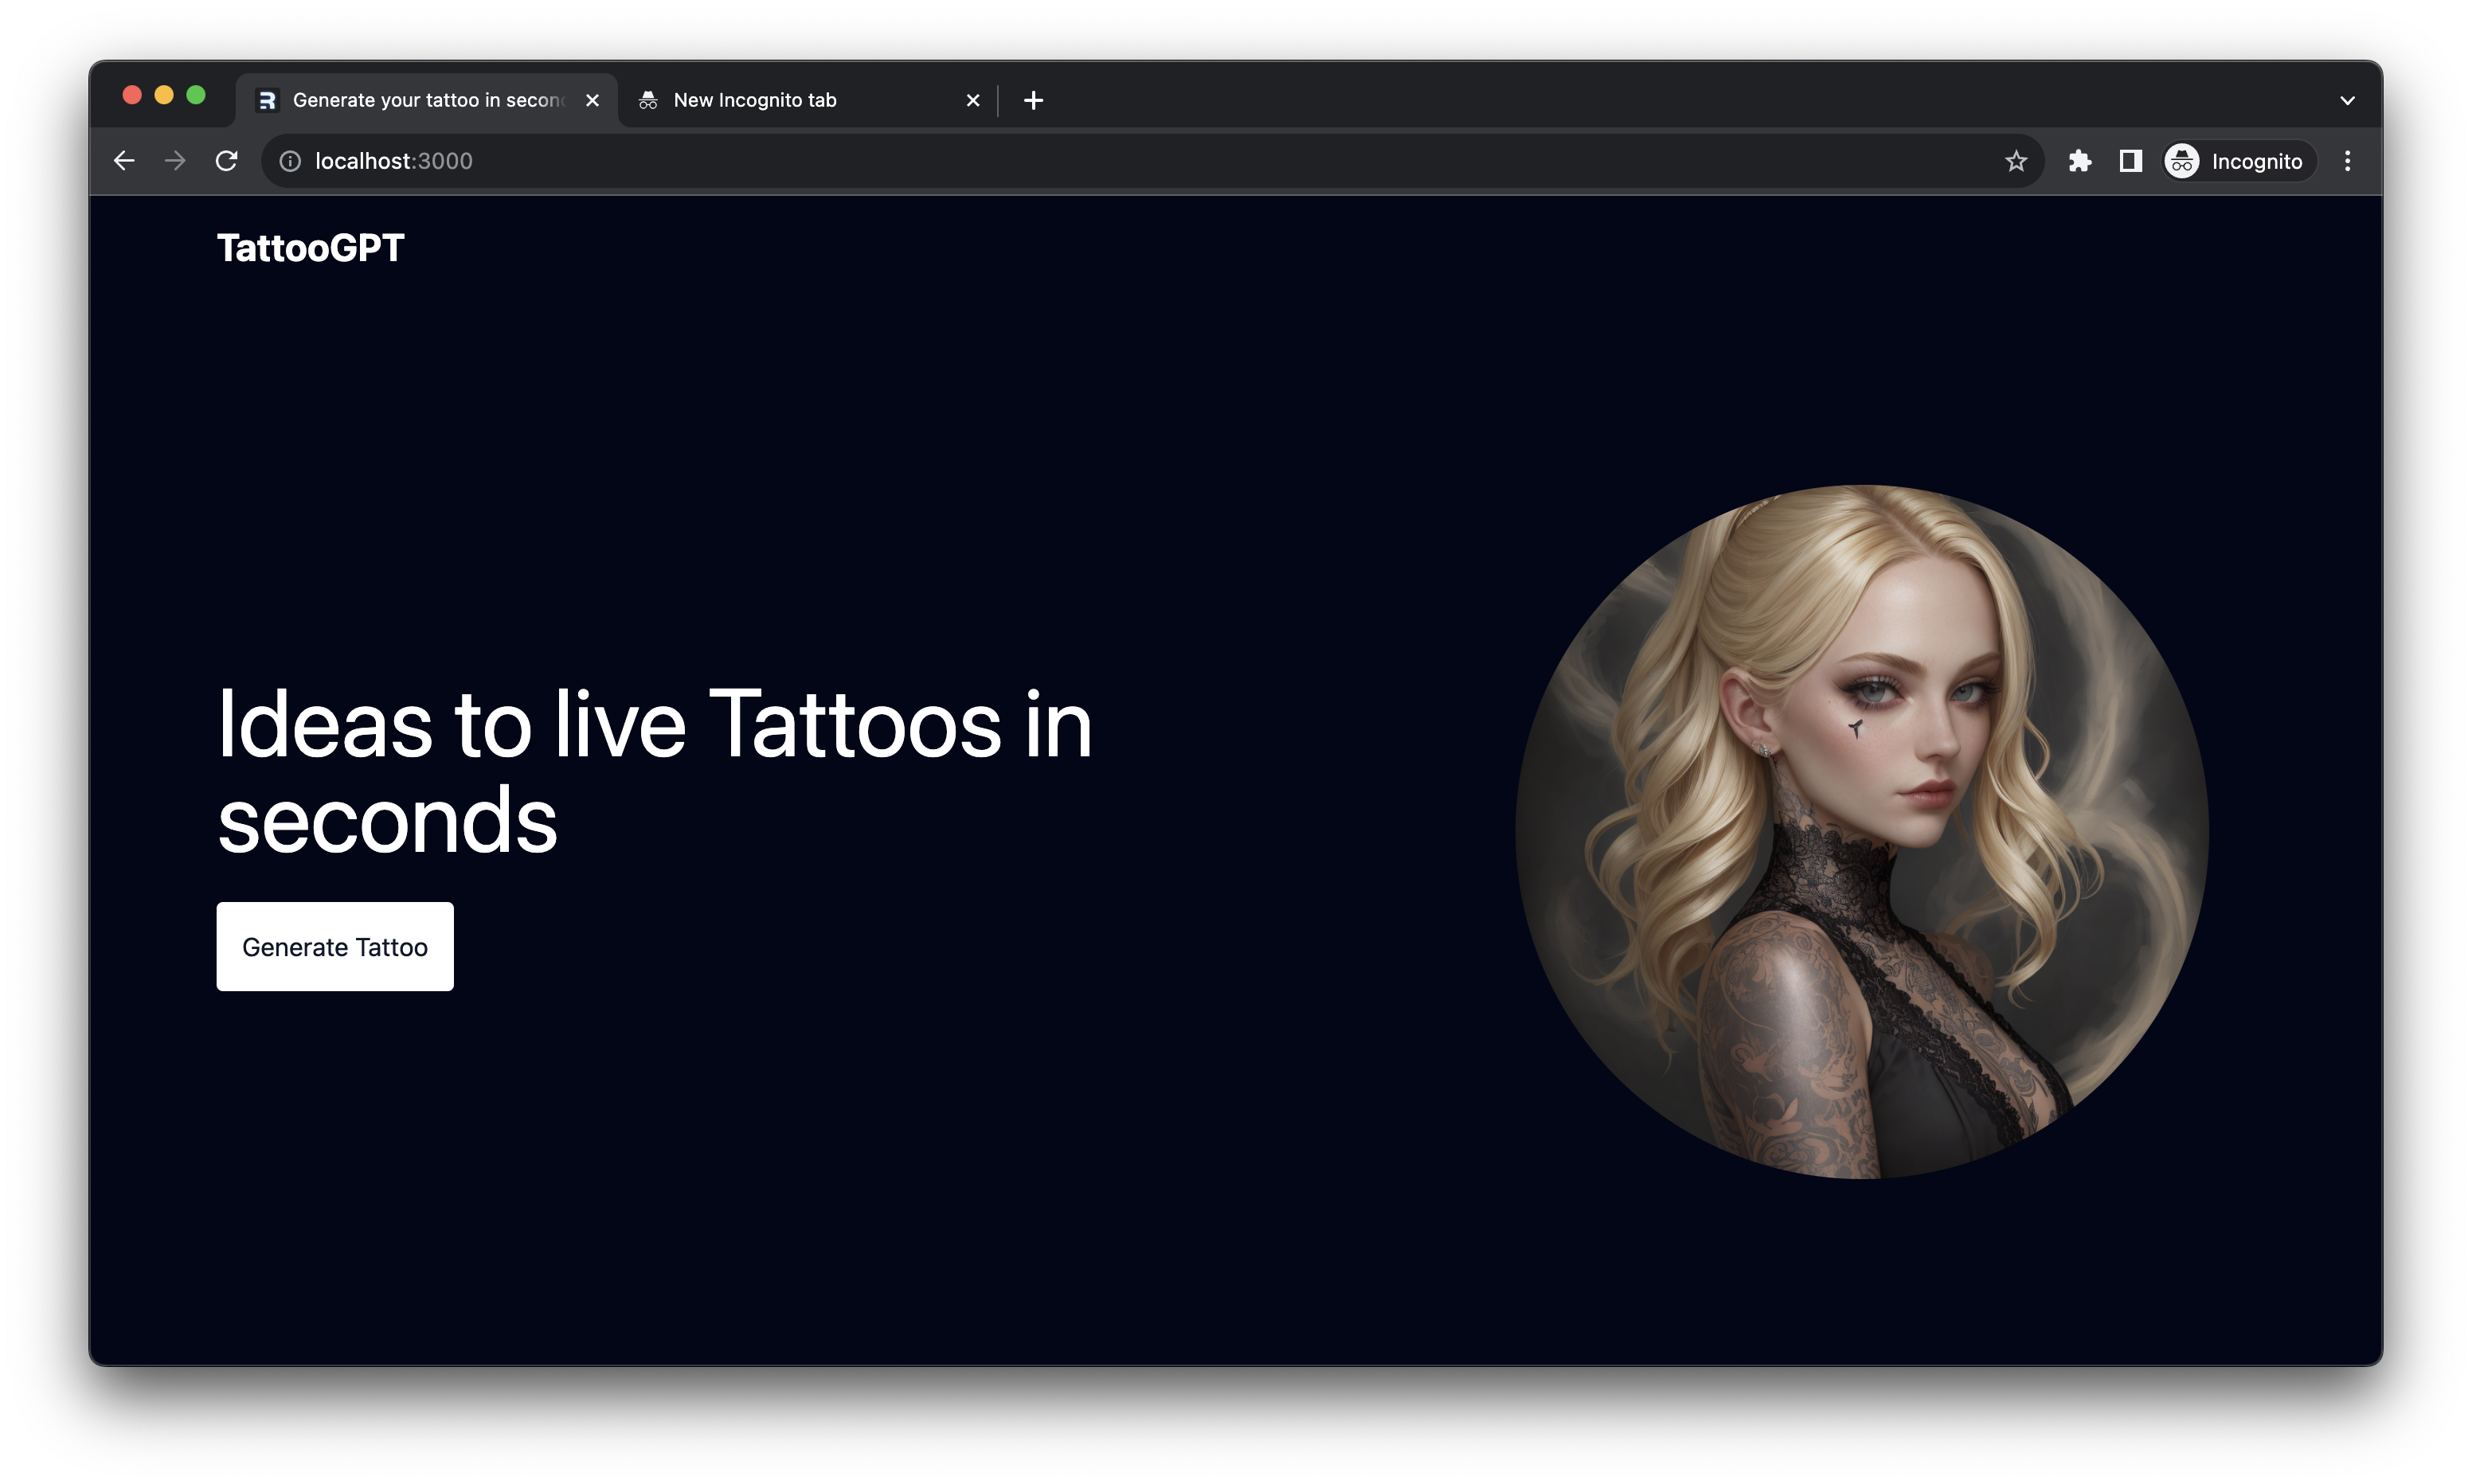 Generate your tattoo in secon
New Incognito tab
localhost:3000
Incognito
TattooGPT
Ideas to live Tattoos in
seconds
Generate Tattoo